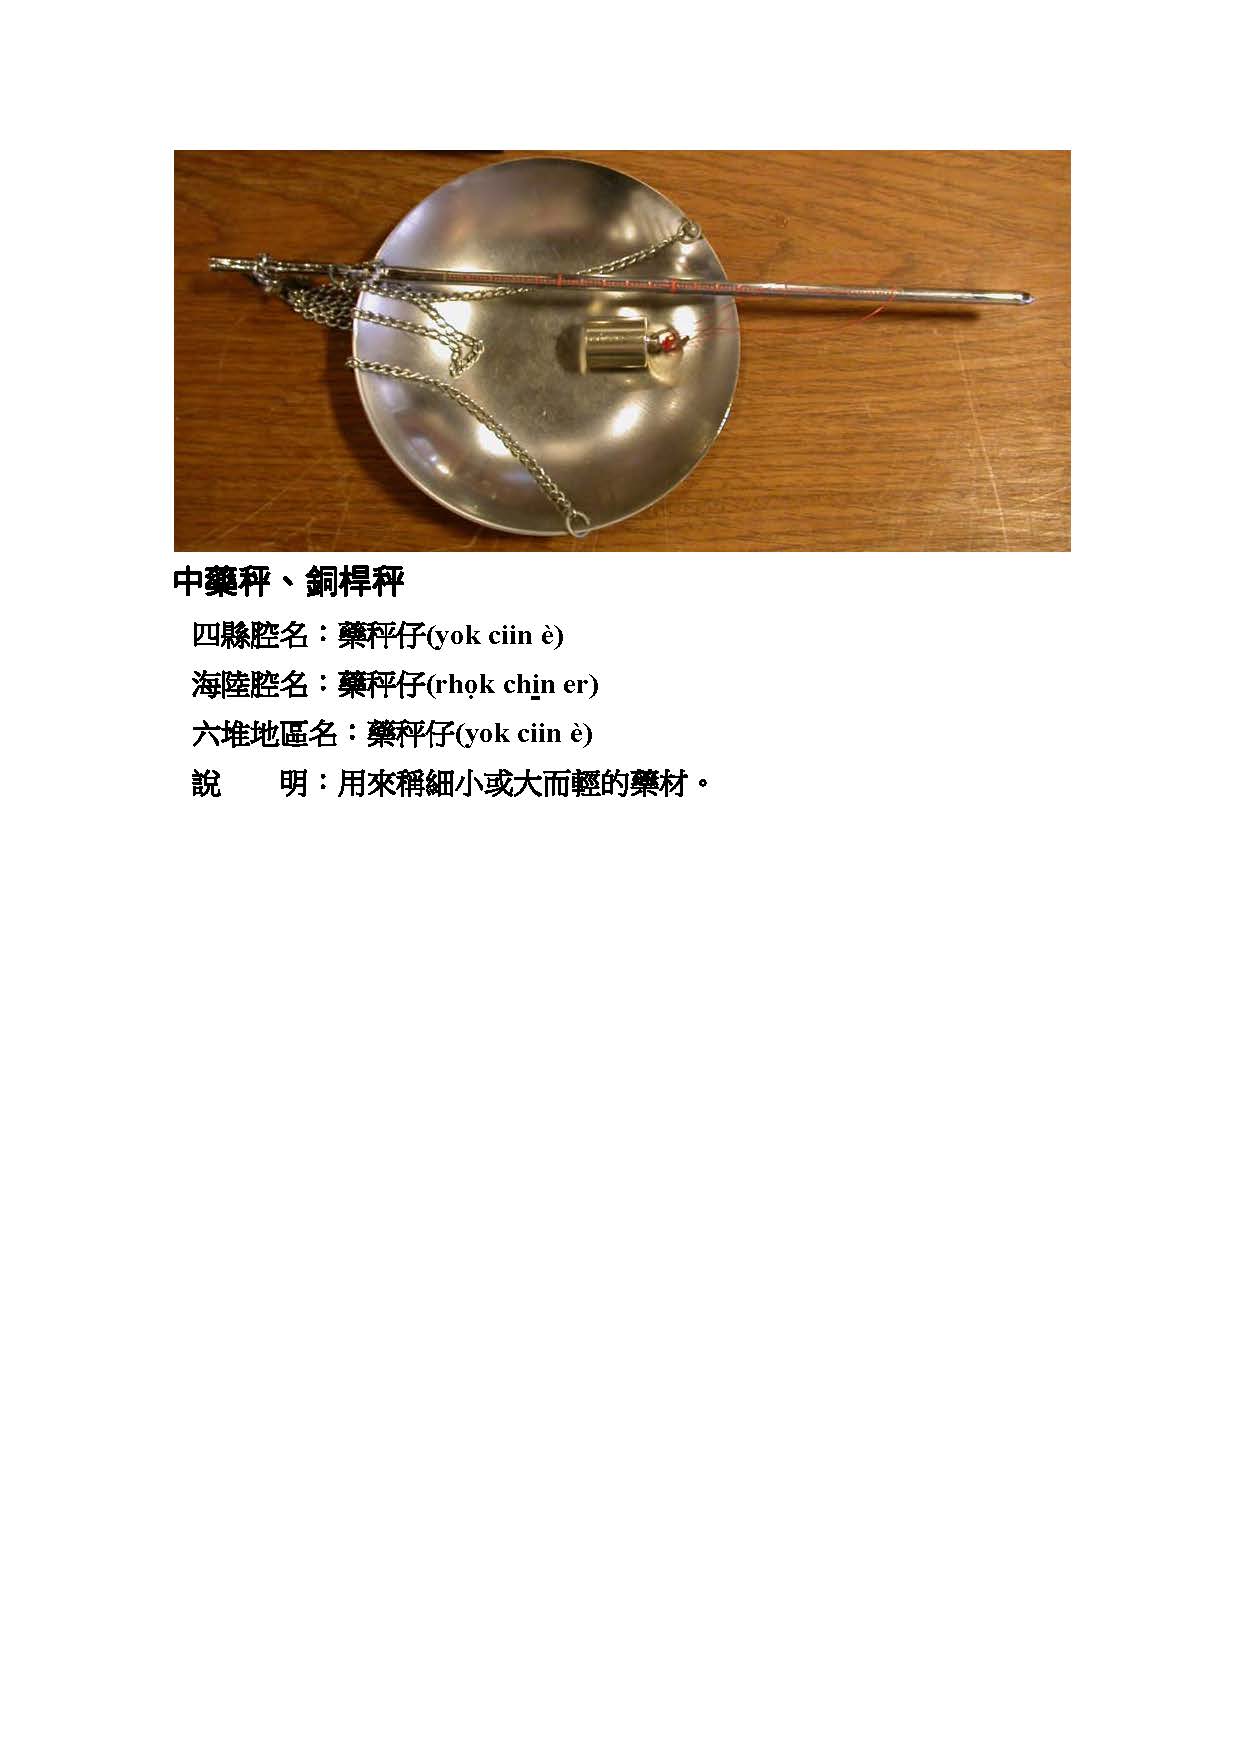 中藥秤、銅桿秤
四縣腔名：藥秤仔(yok ciin è)
海陸腔名：藥秤仔(rhọk chi̱n er)
六堆地區名：藥秤仔(yok ciin è)
說　　明：用來稱細小或大而輕的藥材。